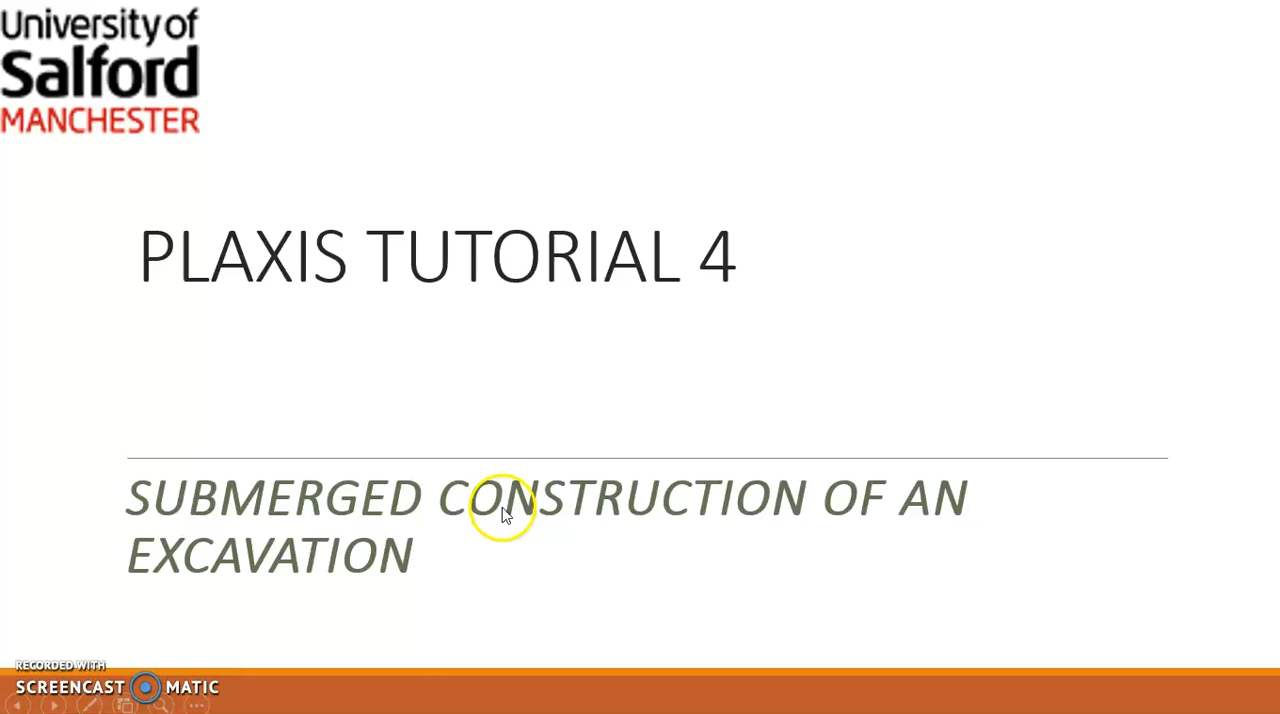 University of
Salford
MANCHESTER
PLAXIS TUTORIAL 4
SUBMERGED CONSTRUCTION OF AN
EXCAVATION
RECORDED WITH
SCREENCAST MATIC